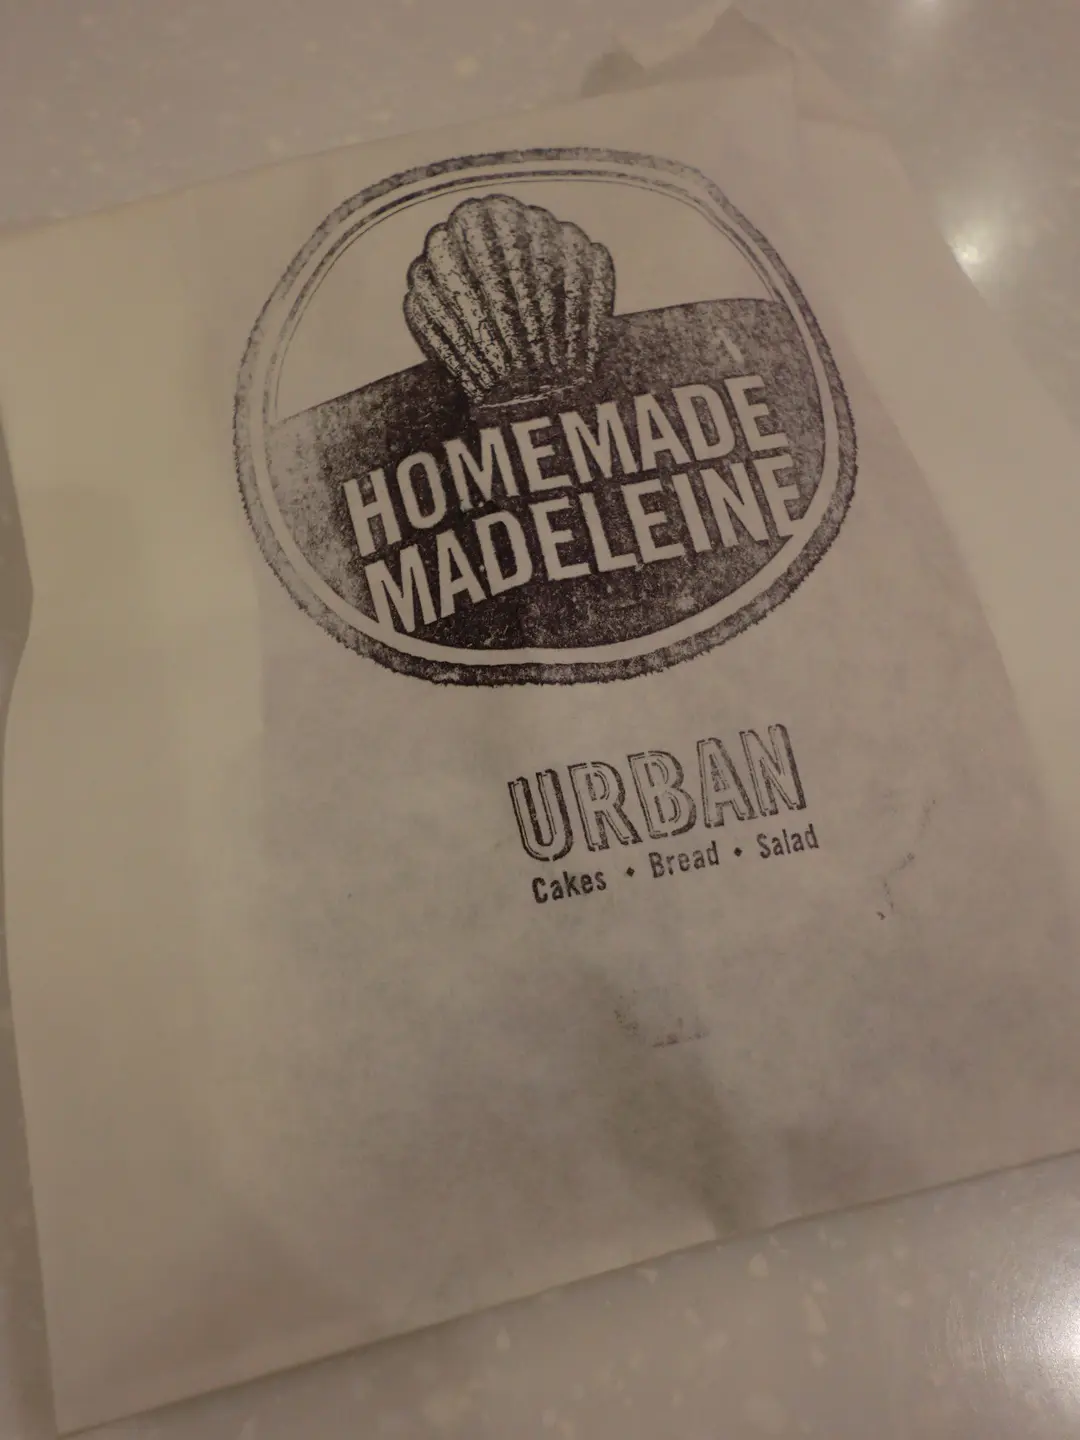 HOMEMADE
MADELEINE
URBAN
Cakes • Bread • Salad